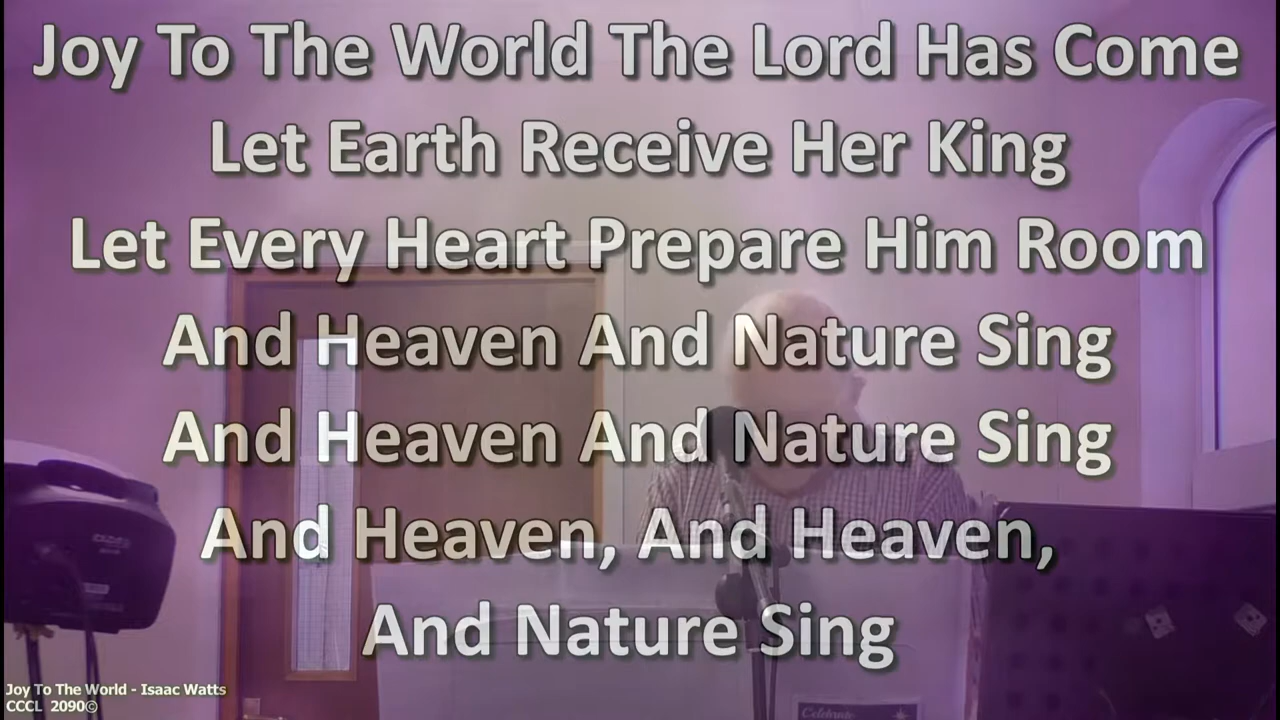 Joy To The World The Lord Has Come
Let Earth Receive Her King
Let Every Heart Prepare Him Room
And Heaven And Nature Sing
And Heaven And Nature Sing
And Heaven, And Heaven,
And Nature Sing
Joy To The World - Isaac Watts
CCCL 2090©
Celebrate